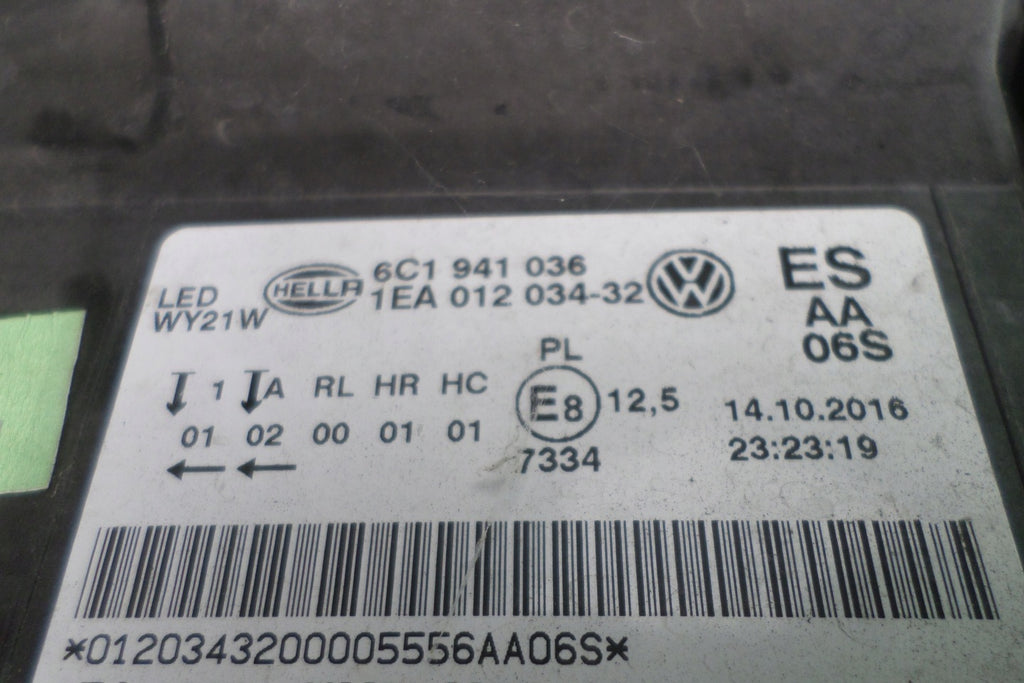 LED
WY21W
HELLA
6C1 941 036
1EA 012 034-32
ES
AA
06S
1 A RL HR HC
01 02 00 01 01
PL
E8
12,5
7334
14.10.2016
23:23:19
*0120343200005556AA06S*